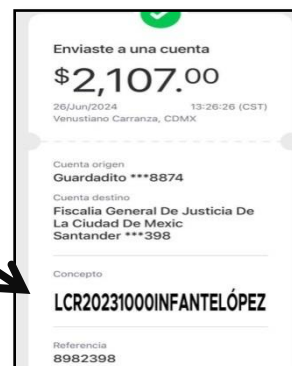 Enviaste a una cuenta
$2,107.00
26/Jun/2024 13:26:26 (CST)
Venustiano Carranza, CDMX
Cuenta origen
Guardadito ***8874
Cuenta destino
Fiscalia General De Justicia De
La Ciudad De Mexic
Santander ***398
Concepto
LCR20231000INFANTELÓPEZ
Referencia
8982398